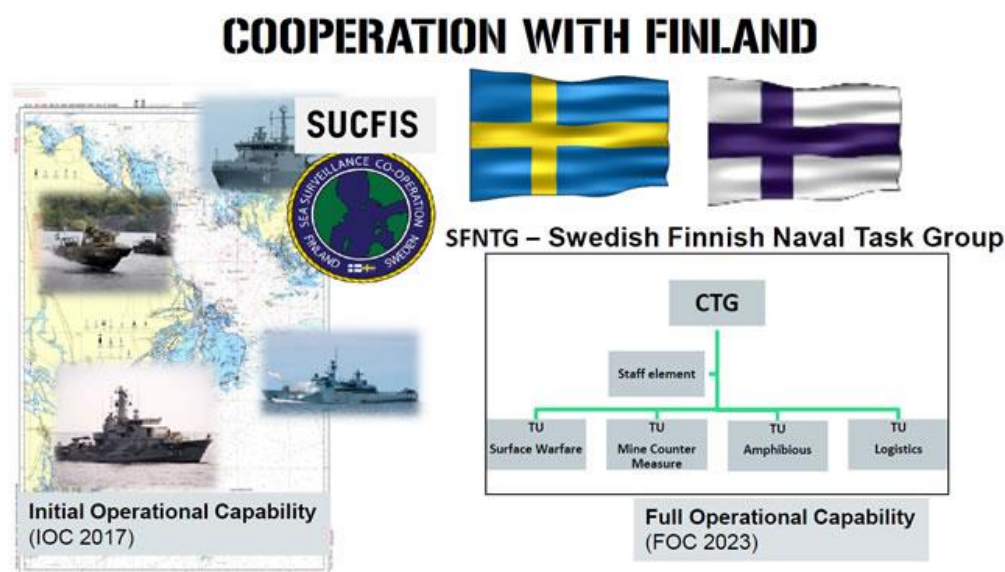 COOPERATION WITH FINLAND
SUCFIS
SEA SURVEILLANCE CO-OPERATION
FINLAND
SWEDEN
SFNTG – Swedish Finnish Naval Task Group
CTG
Staff element
TU
Surface Warfare
TU
Mine Counter
Measure
TU
Amphibious
TU
Logistics
Initial Operational Capability
(IOC 2017)
Full Operational Capability
(FOC 2023)